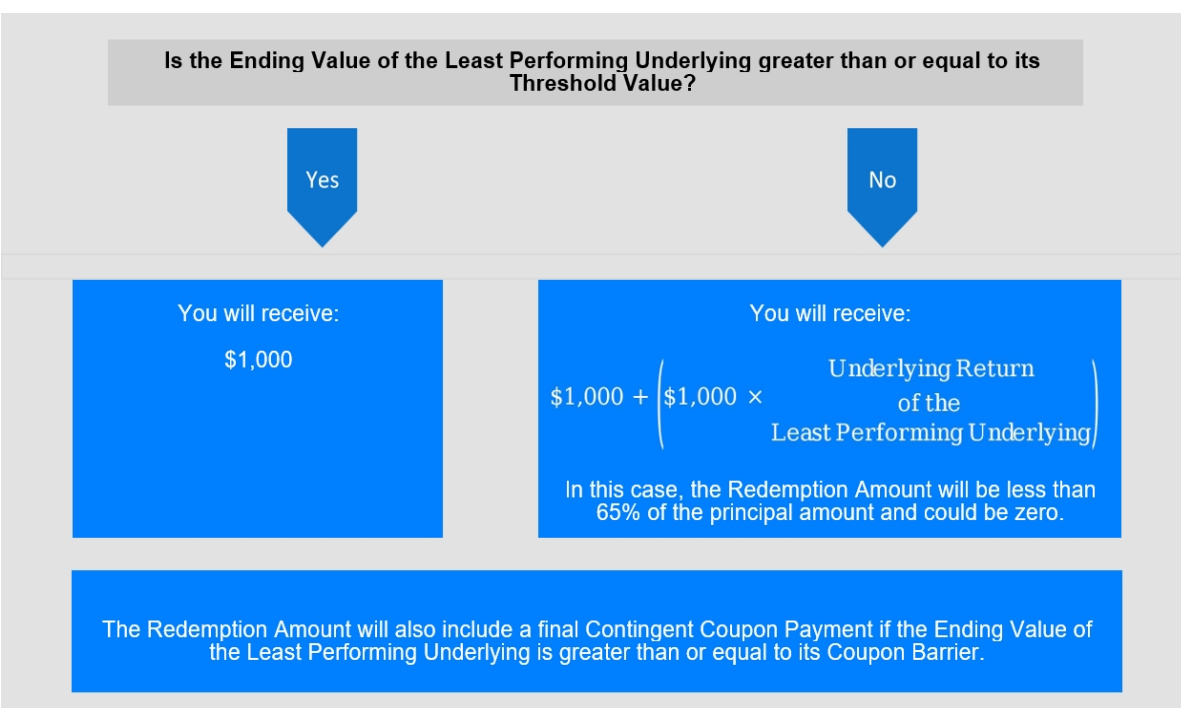 Is the Ending Value of the Least Performing Underlying greater than or equal to its
Threshold Value?
Yes
No
You will receive:
$1,000
You will receive:
$1,000 + ($1,000 × Underlying Return
of the
Least Performing Underlying)
In this case, the Redemption Amount will be less than
65% of the principal amount and could be zero.
The Redemption Amount will also include a final Contingent Coupon Payment if the Ending Value of
the Least Performing Underlying is greater than or equal to its Coupon Barrier.